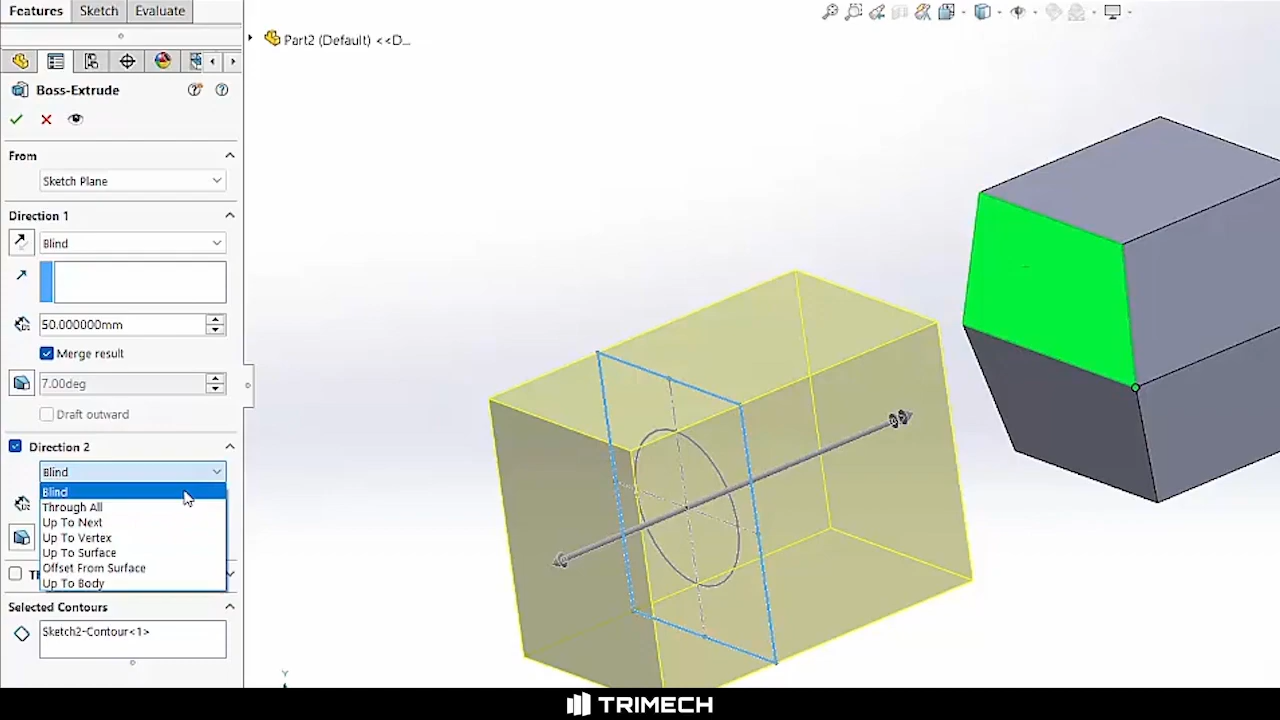 Features Sketch Evaluate
Part2 (Default) <<D...
Boss-Extrude
From
Sketch Plane
Direction 1
Blind
50.000000mm
Merge result
7.00deg
Draft outward
Direction 2
Blind
Blind
Through All
Up To Next
Up To Vertex
Up To Surface
Offset From Surface
Up To Body
Selected Contours
Sketch2-Contour<1>
Y
TRIMECH